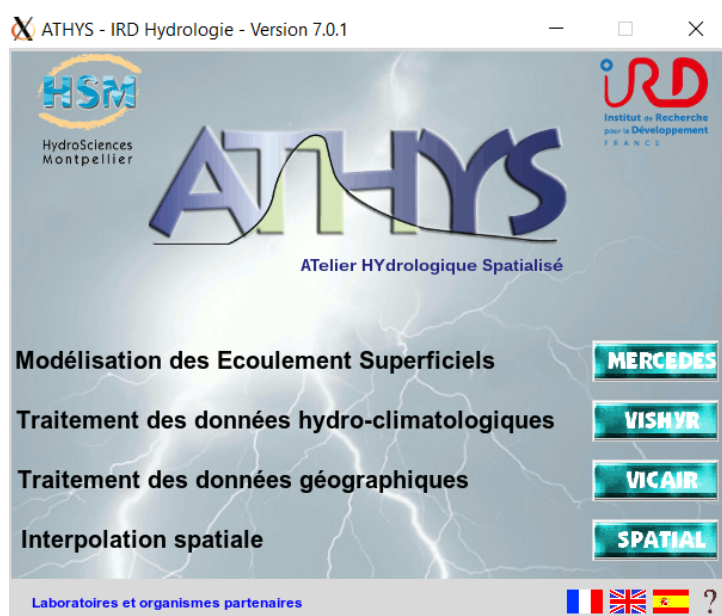 ATHYS - IRD Hydrologie - Version 7.0.1
HSM
HydroSciences
Montpellier
iRD
Institut de Recherche
pour le Développement
FRANCE
ATHYS
ATelier HYdrologique Spatialisé
Modélisation des Ecoulement Superficiels
MERCEDES
Traitement des données hydro-climatologiques
VISHYR
Traitement des données géographiques
VICAIR
Interpolation spatiale
SPATIAL
Laboratoires et organismes partenaires
?